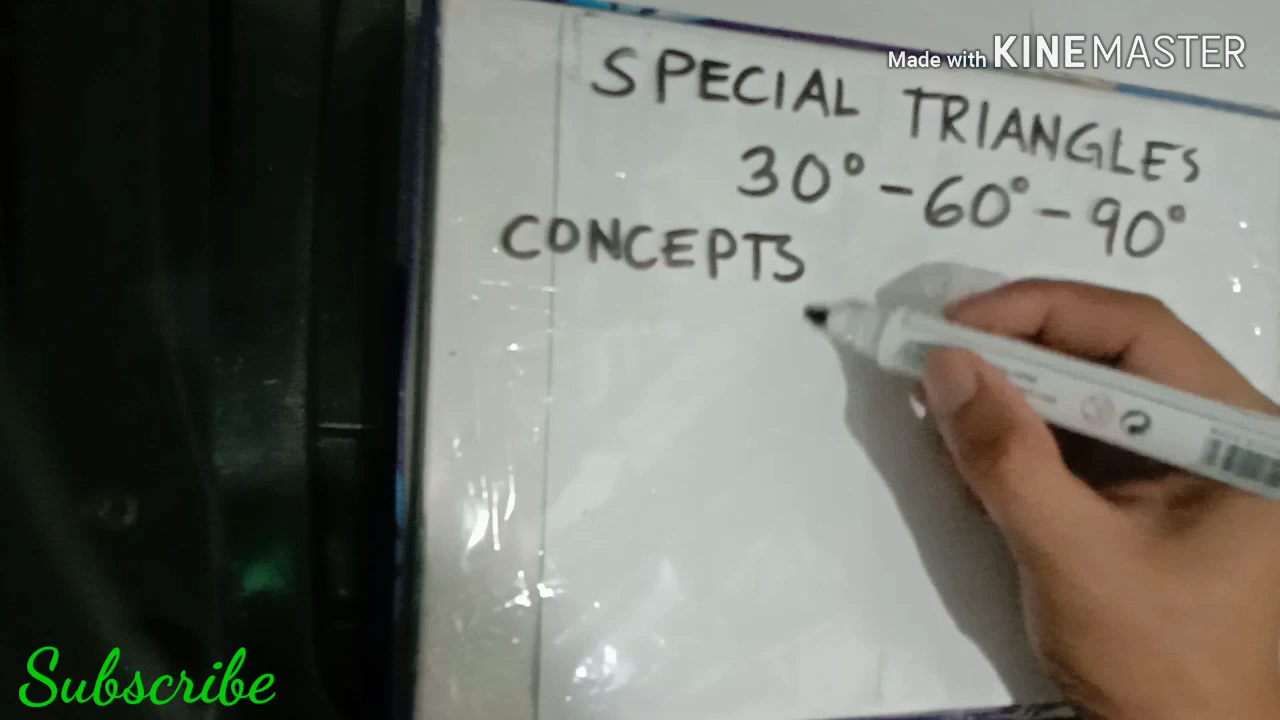 Made with KINEMASTER
SPECIAL TRIANGLES
30° - 60° - 90°
CONCEPTS
Subscribe